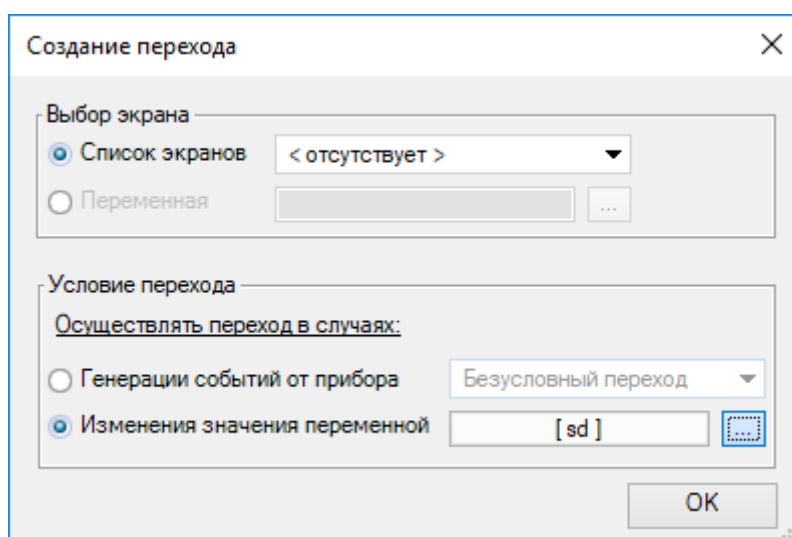 Создание перехода
Выбор экрана
Список экранов < отсутствует >
Переменная ...
Условие перехода
Осуществлять переход в случаях:
Генерации событий от прибора Безусловный переход
Изменения значения переменной [ sd ] ...
OK